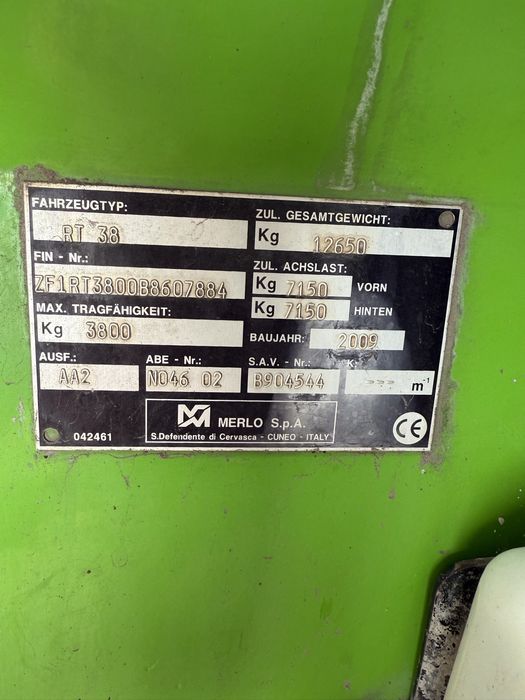 FAHRZEUGTYP:
RT 38
ZUL. GESAMTGEWICHT:
Kg 12650
FIN - Nr.:
ZF1RT3800B8607884
ZUL. ACHSLAST:
Kg 7150 VORN
Kg 7150 HINTEN
MAX. TRAGFÄHIGKEIT:
Kg 3800
BAUJAHR: 2009
AUSF.: ABE - Nr.: S.A.V. - Nr.: K-
AA2 N046 02 B904544 m-1
MERLO S.p.A.
S.Defendente di Cervasca - CUNEO - ITALY
042461
CE